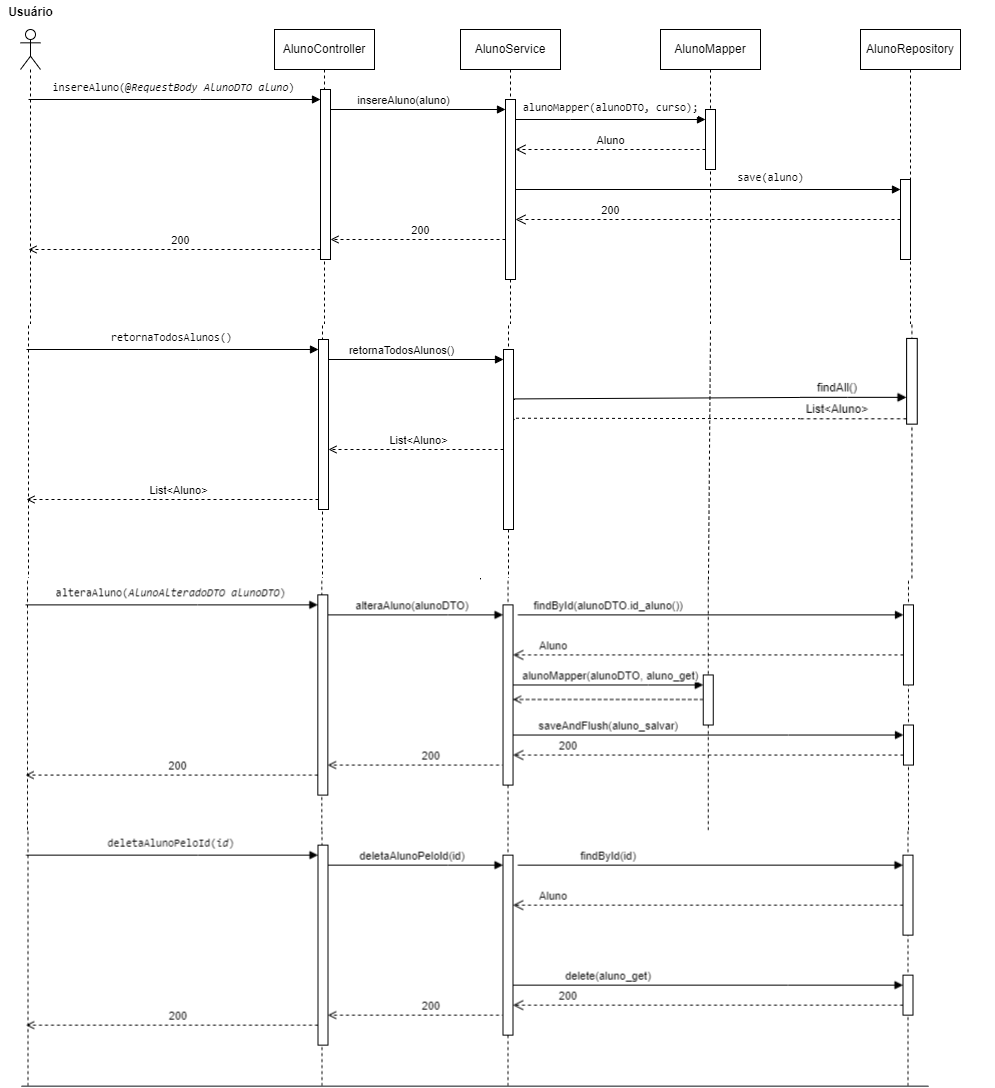 Usuário
AlunoController
AlunoService
AlunoMapper
AlunoRepository
insereAluno(@RequestBody AlunoDTO aluno)
insereAluno(aluno)
alunoMapper(alunoDTO, curso);
Aluno
save(aluno)
200
200
200
retornaTodosAlunos()
retornaTodosAlunos()
findAll()
List<Aluno>
List<Aluno>
List<Aluno>
alteraAluno(AlunoAlteradoDTO alunoDTO)
alteraAluno(alunoDTO)
findById(alunoDTO.id_aluno())
Aluno
alunoMapper(alunoDTO, aluno_get)
saveAndFlush(aluno_salvar)
200
200
200
deletaAlunoPeloId(id)
deletaAlunoPeloId(id)
findById(id)
Aluno
delete(aluno_get)
200
200
200